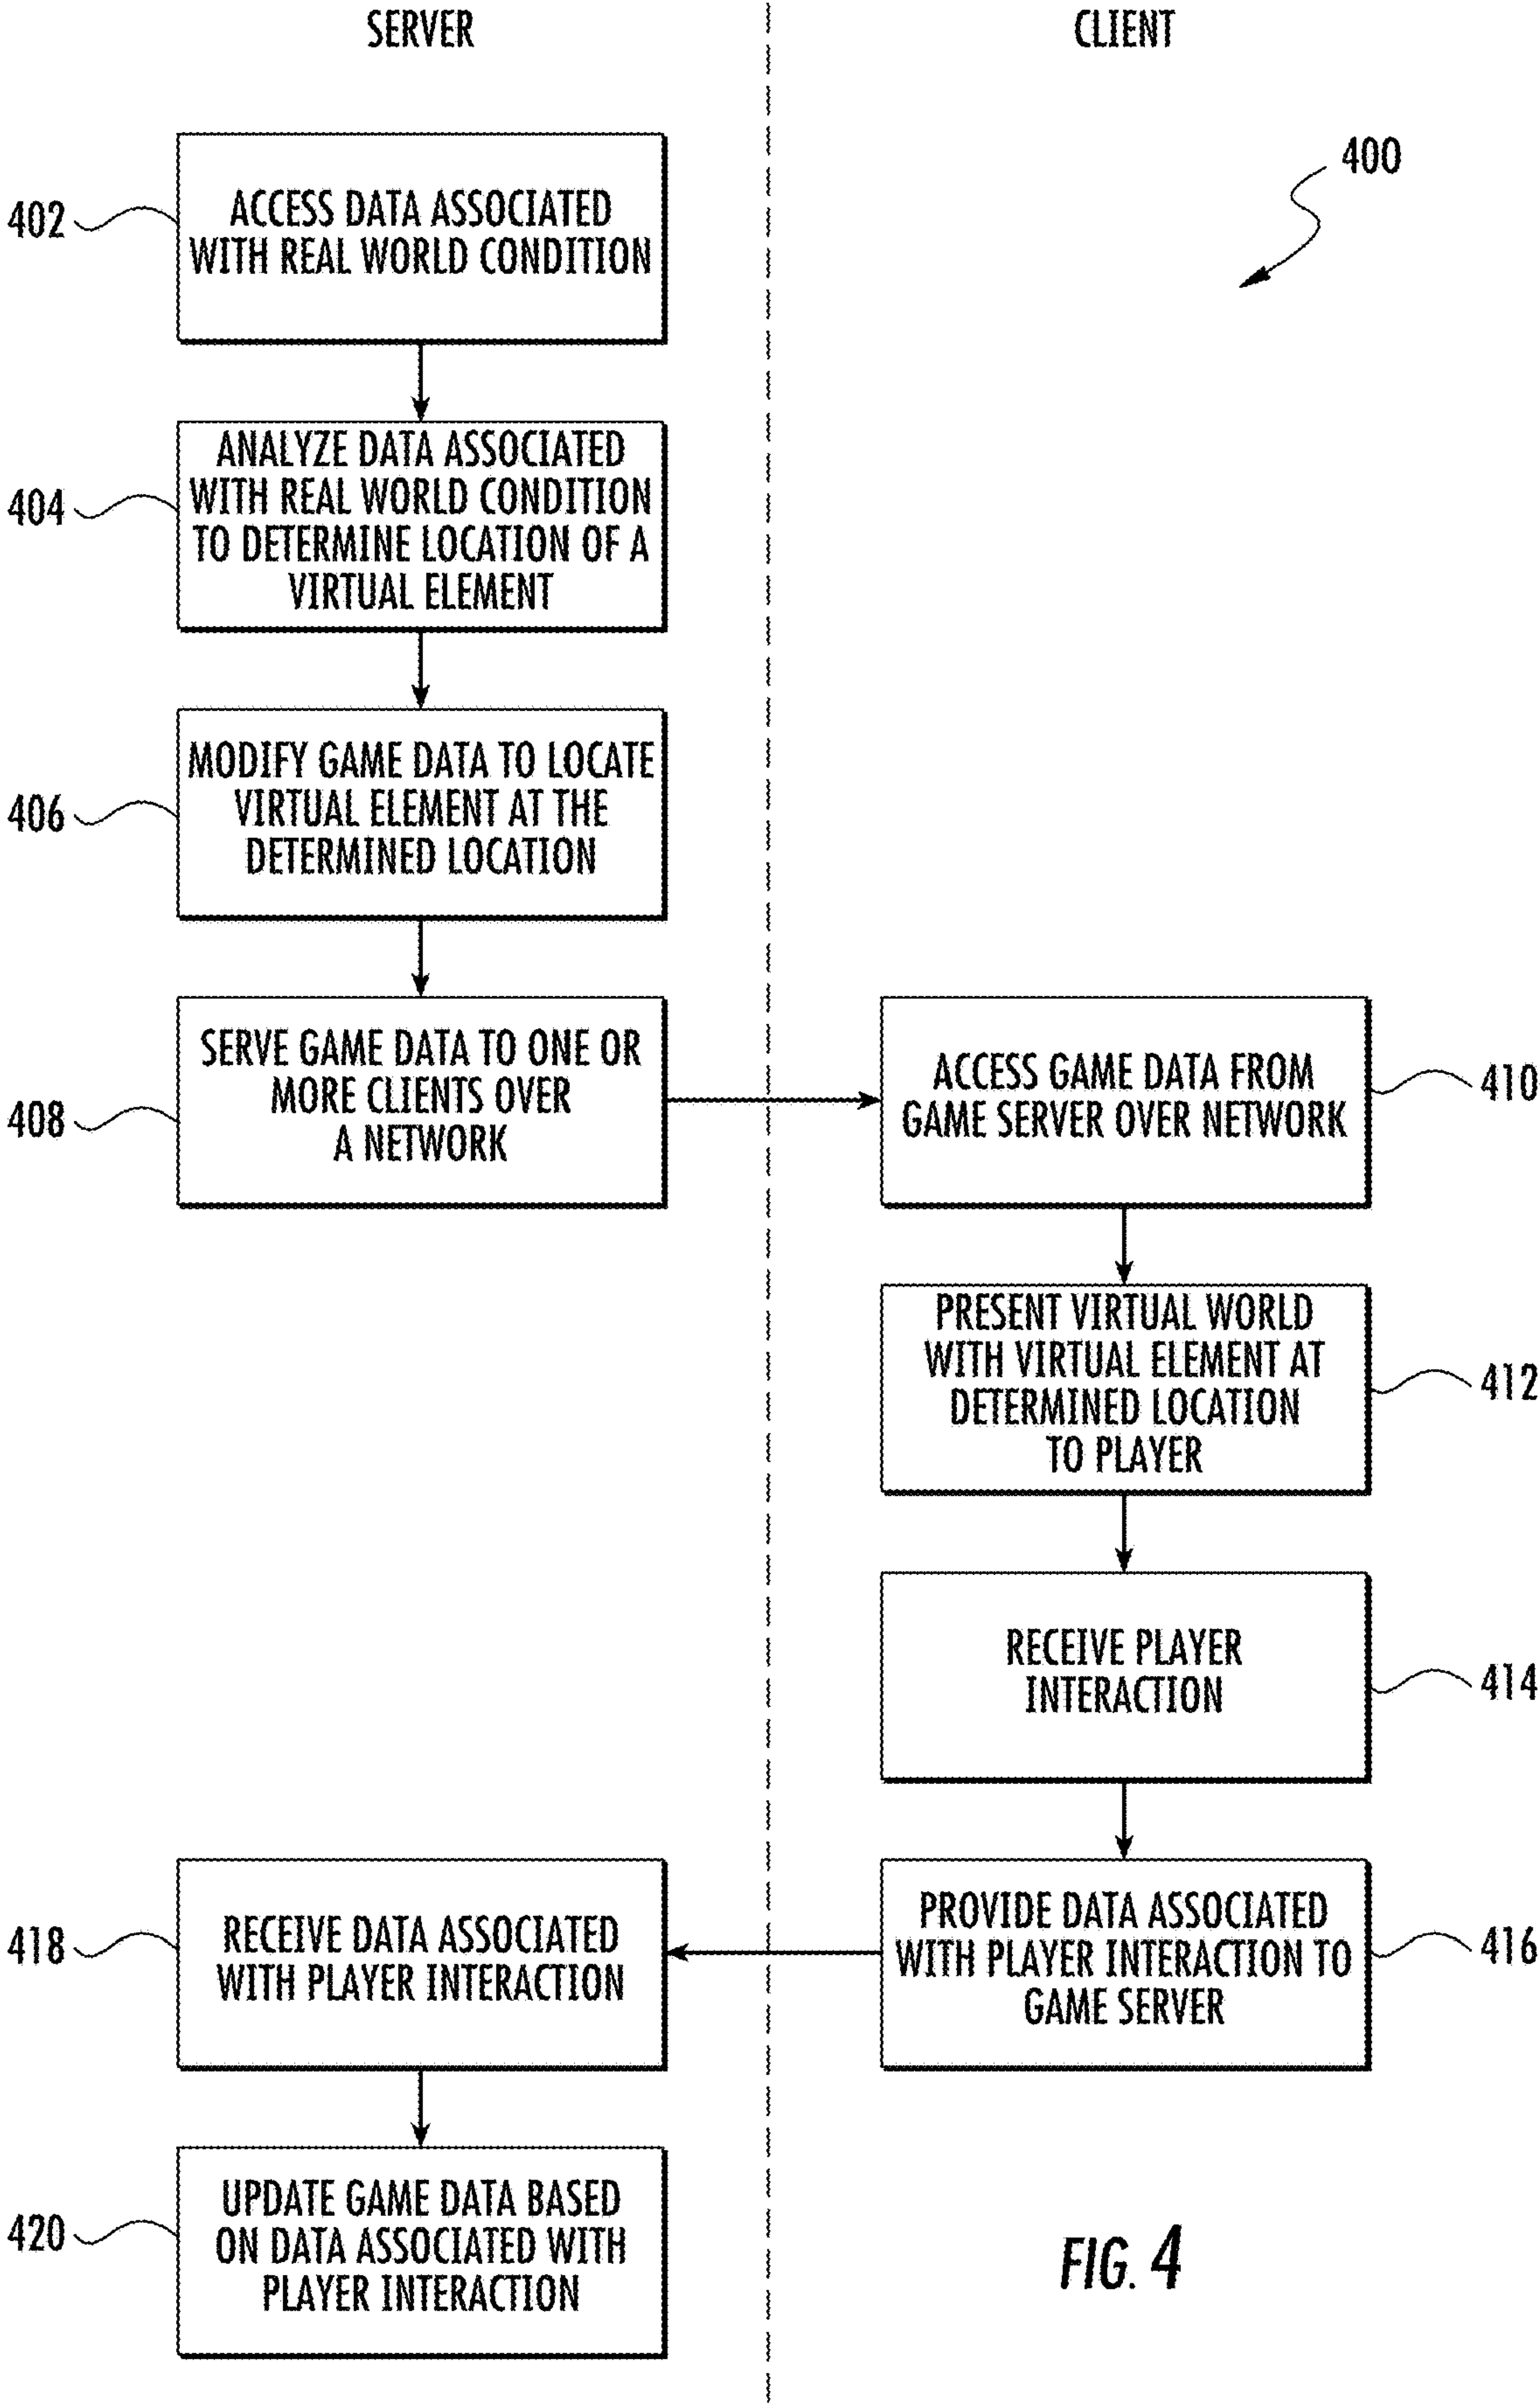 SERVER
CLIENT
400
402
ACCESS DATA ASSOCIATED
WITH REAL WORLD CONDITION
404
ANALYZE DATA ASSOCIATED
WITH REAL WORLD CONDITION
TO DETERMINE LOCATION OF A
VIRTUAL ELEMENT
406
MODIFY GAME DATA TO LOCATE
VIRTUAL ELEMENT AT THE
DETERMINED LOCATION
408
SERVE GAME DATA TO ONE OR
MORE CLIENTS OVER
A NETWORK
ACCESS GAME DATA FROM
GAME SERVER OVER NETWORK
410
PRESENT VIRTUAL WORLD
WITH VIRTUAL ELEMENT AT
DETERMINED LOCATION
TO PLAYER
412
RECEIVE PLAYER
INTERACTION
414
PROVIDE DATA ASSOCIATED
WITH PLAYER INTERACTION TO
GAME SERVER
416
418
RECEIVE DATA ASSOCIATED
WITH PLAYER INTERACTION
420
UPDATE GAME DATA BASED
ON DATA ASSOCIATED WITH
PLAYER INTERACTION
FIG. 4